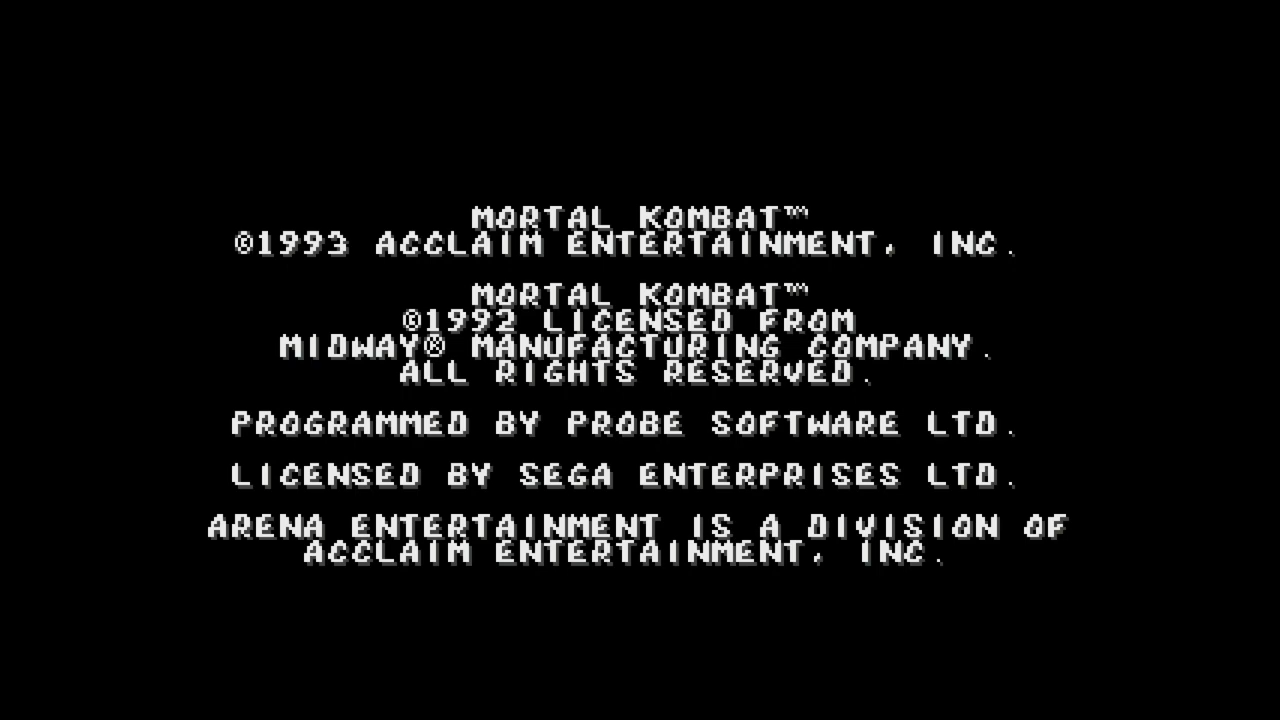 MORTAL KOMBAT™
©1993 ACCLAIM ENTERTAINMENT, INC.
MORTAL KOMBAT™
©1992 LICENSED FROM
MIDWAY® MANUFACTURING COMPANY.
ALL RIGHTS RESERVED.
PROGRAMMED BY PROBE SOFTWARE LTD.
LICENSED BY SEGA ENTERPRISES LTD.
ARENA ENTERTAINMENT IS A DIVISION OF
ACCLAIM ENTERTAINMENT, INC.